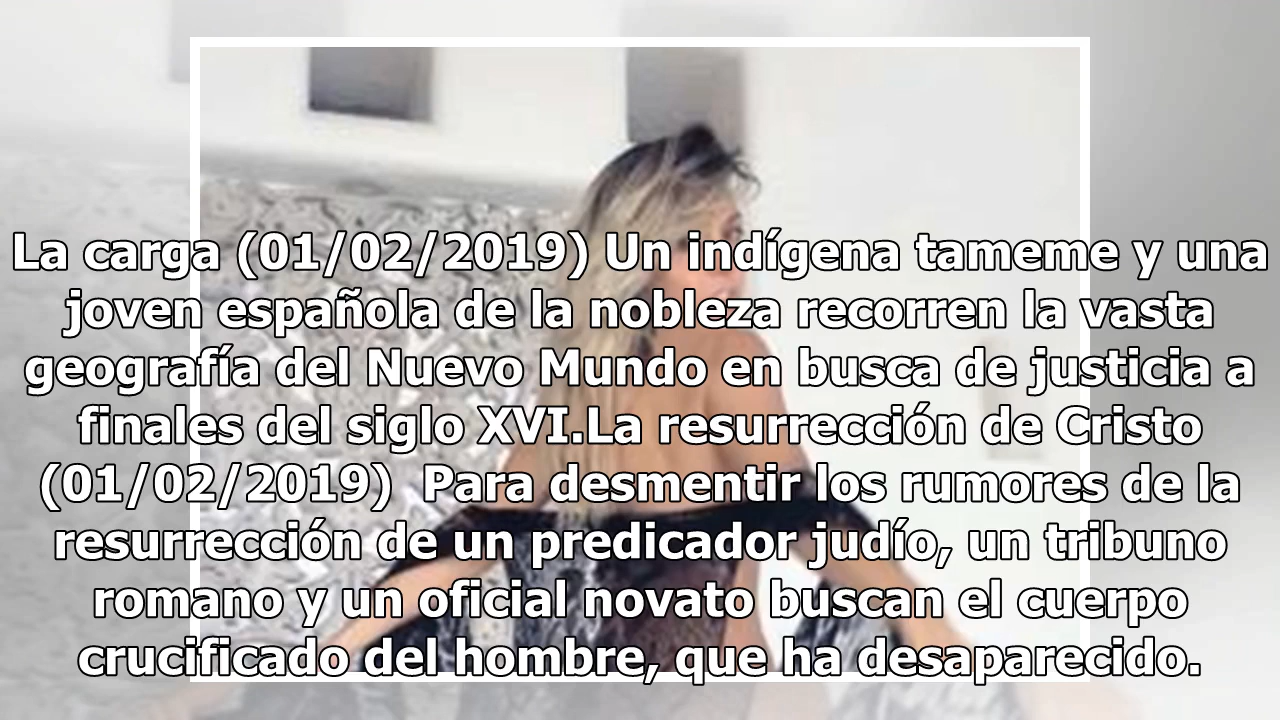 La carga (01/02/2019) Un indígena tameme y una
joven española de la nobleza recorren la vasta
geografía del Nuevo Mundo en busca de justicia a
finales del siglo XVI.La resurrección de Cristo
(01/02/2019)  Para desmentir los rumores de la
resurrección de un predicador judío, un tribuno
romano y un oficial novato buscan el cuerpo
crucificado del hombre, que ha desaparecido.